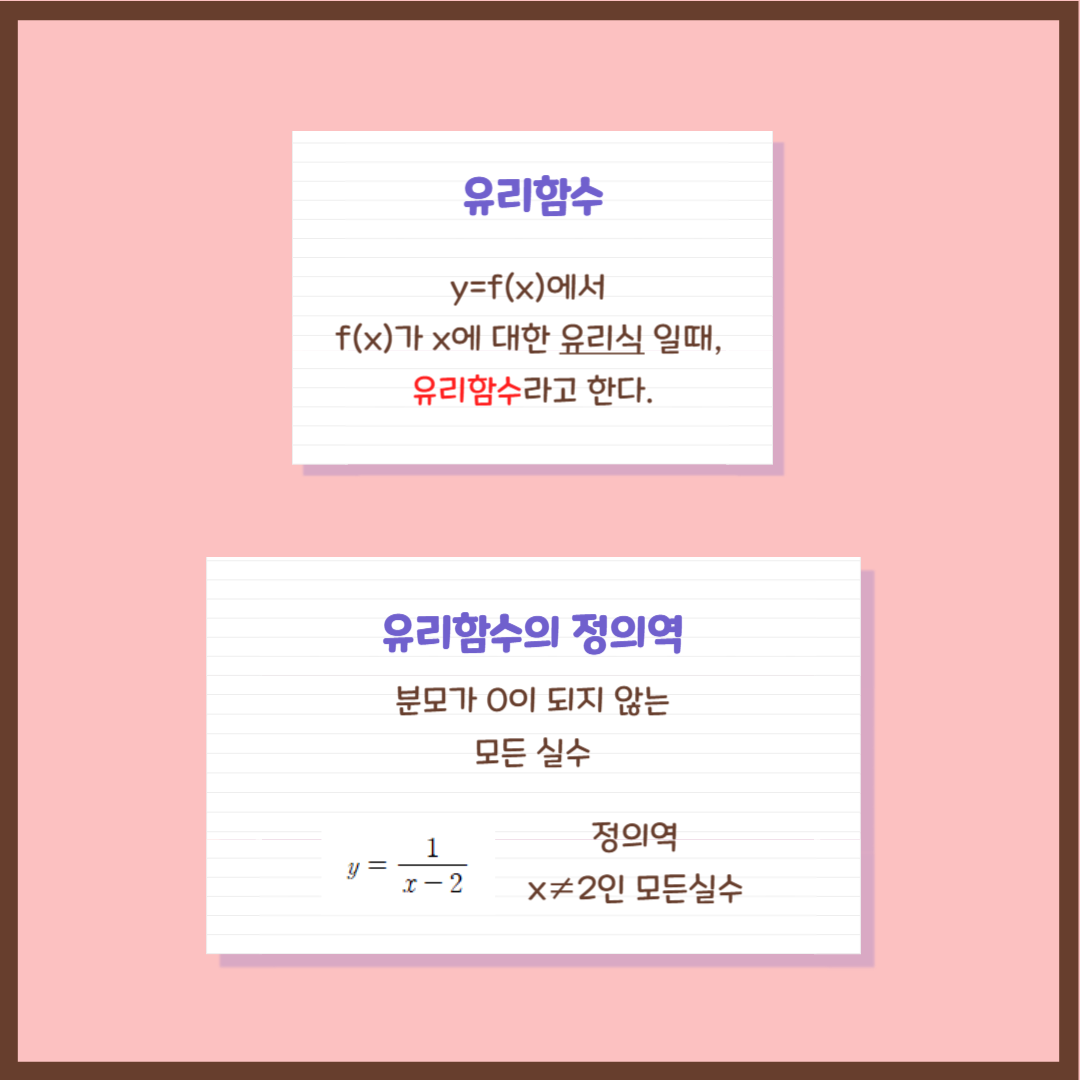 유리함수
y=f(x)에서
f(x)가 x에 대한 유리식 일때,
유리함수라고 한다.
유리함수의 정의역
분모가 0이 되지 않는
모든 실수
y = 1/(x − 2)
정의역
x≠2인 모든실수